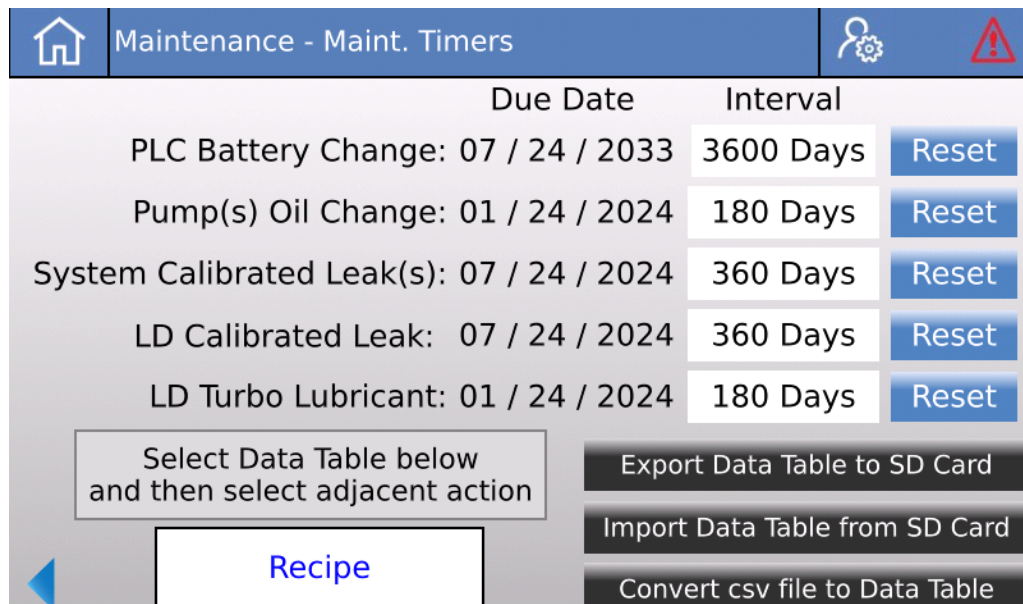 Maintenance - Maint. Timers
Due Date Interval
PLC Battery Change: 07 / 24 / 2033 3600 Days Reset
Pump(s) Oil Change: 01 / 24 / 2024 180 Days Reset
System Calibrated Leak(s): 07 / 24 / 2024 360 Days Reset
LD Calibrated Leak: 07 / 24 / 2024 360 Days Reset
LD Turbo Lubricant: 01 / 24 / 2024 180 Days Reset
Select Data Table below
and then select adjacent action
Recipe
Export Data Table to SD Card
Import Data Table from SD Card
Convert csv file to Data Table